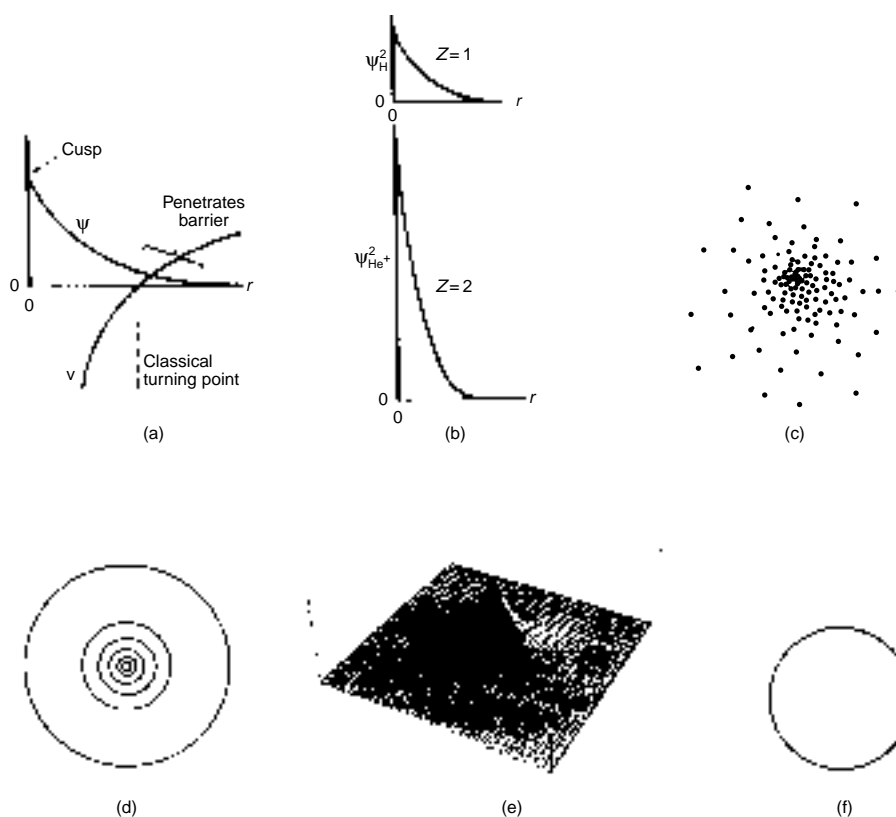 Cusp
ψ
Penetrates
barrier
0
r
0
v
Classical
turning point
(a)
ψ²H
Z = 1
0
r
0
ψ²He⁺
Z = 2
0
r
0
(b)
(c)
(d)
(e)
(f)